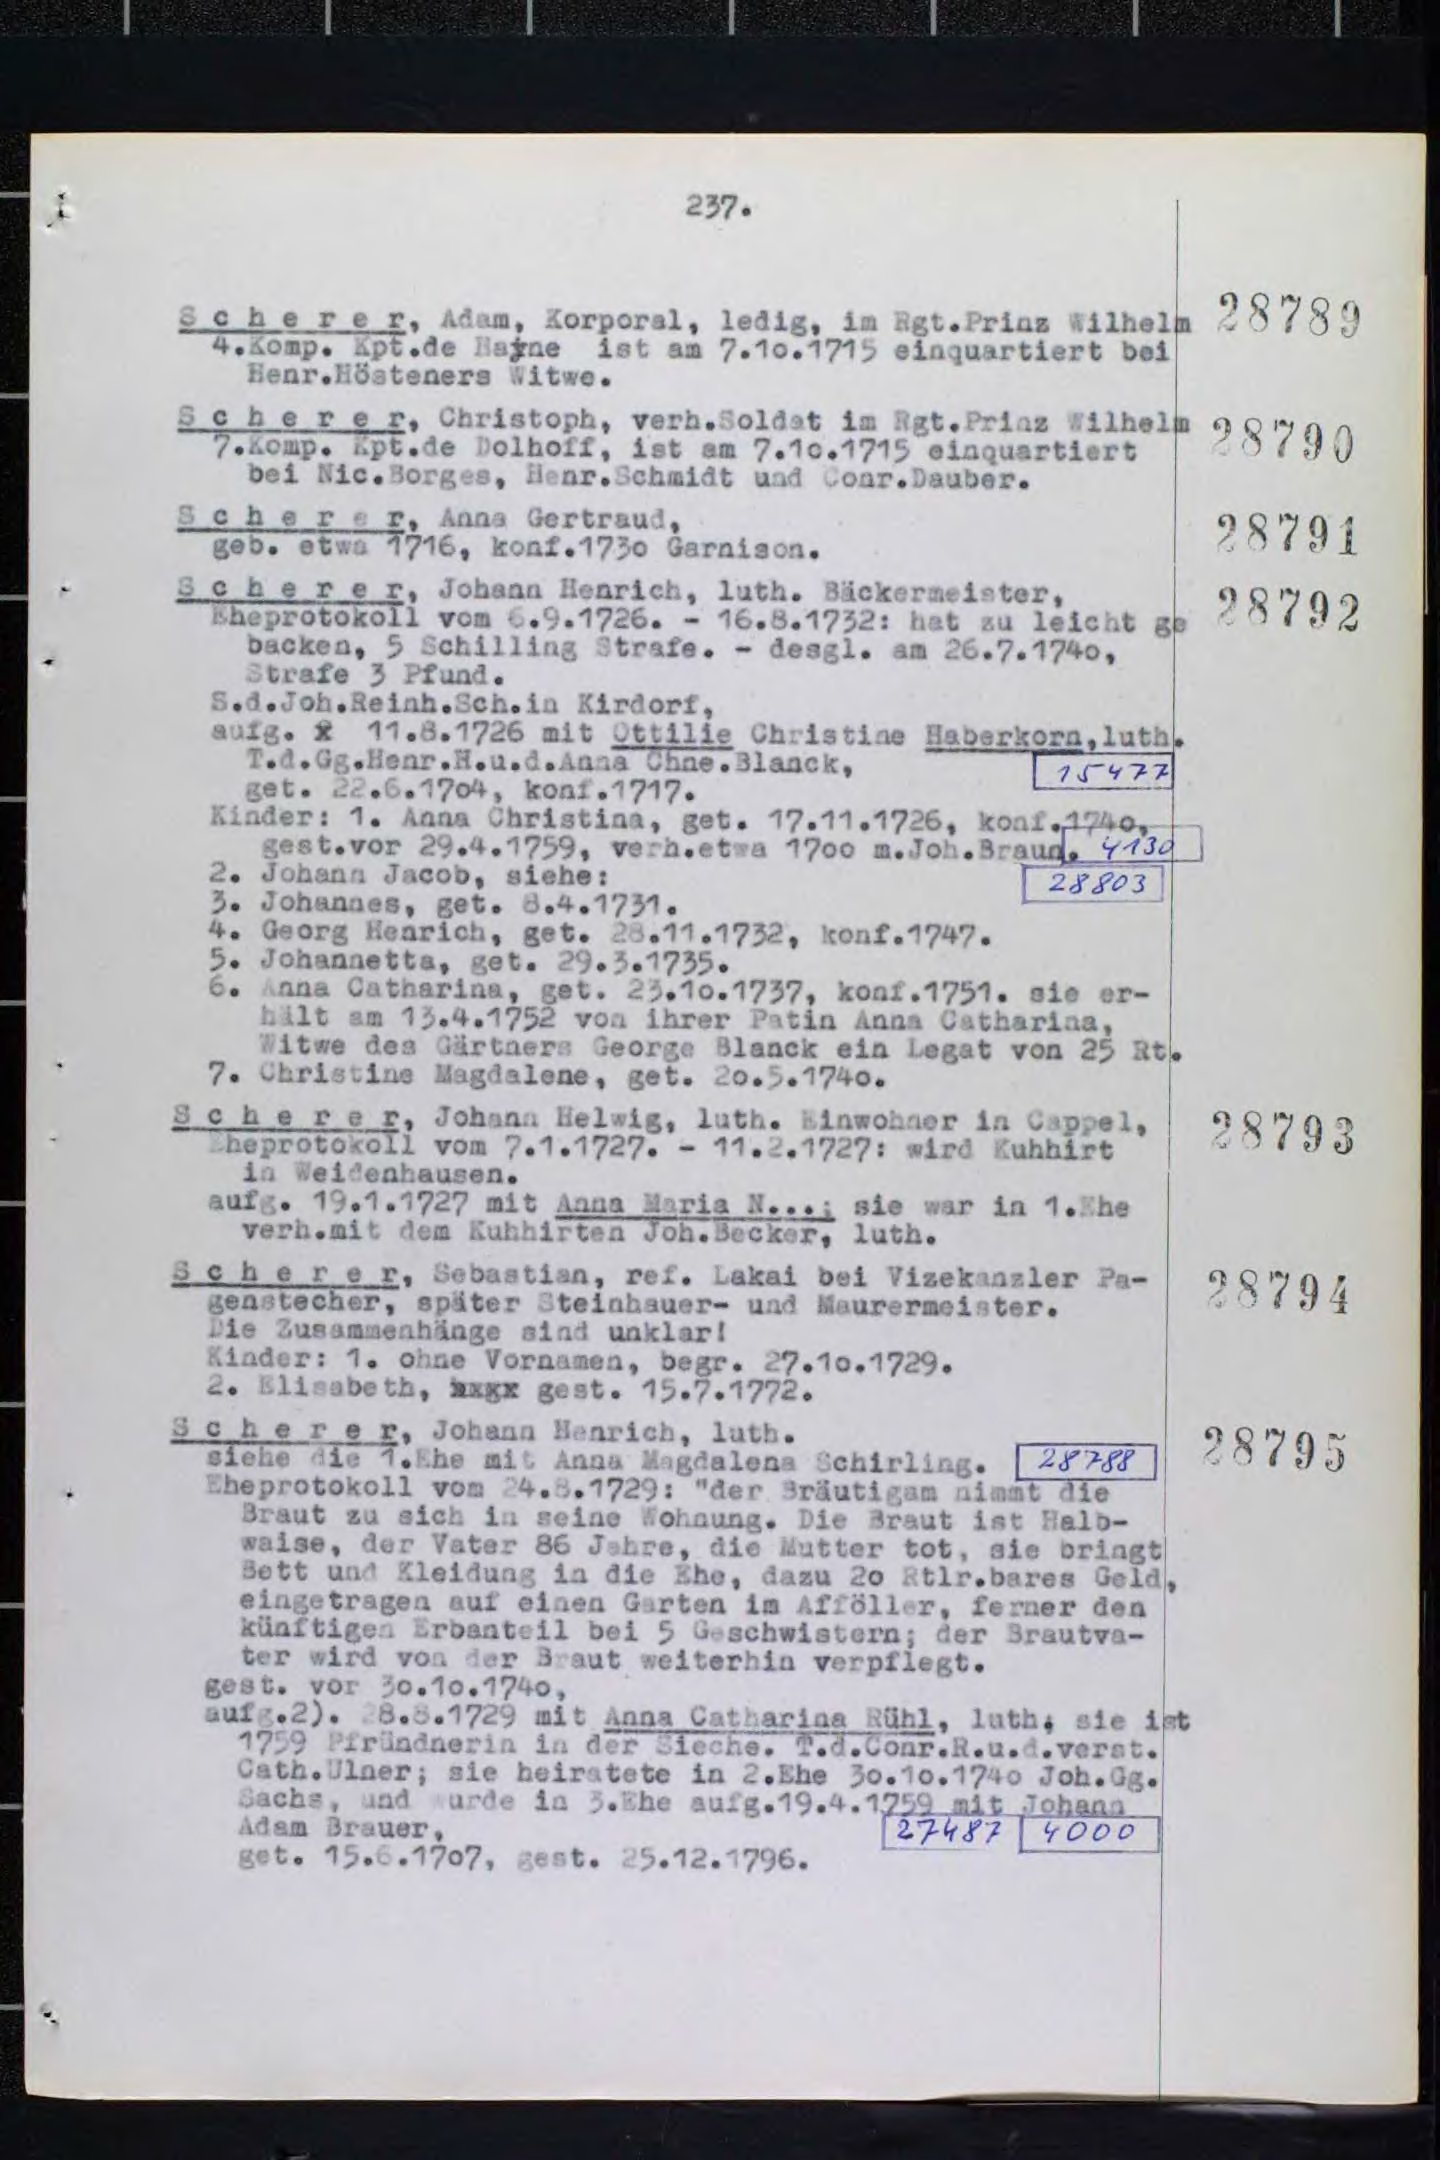 237.
S c h e r e r, Adam, Korporal, ledig, im Rgt.Prinz Wilhelm 28789
4.Komp. Kpt.de Hayne ist am 7.1o.1715 einquartiert bei
Henr.Hösteners Witwe.
S c h e r e r, Christoph, verh.Soldat im Rgt.Prinz Wilhelm 28790
7.Komp. Kpt.de Dolhoff, ist am 7.1o.1715 einquartiert
bei Nic.Borges, Henr.Schmidt und Conr.Dauber.
S c h e r e r, Anna Gertraud, 28791
geb. etwa 1716, konf.173o Garnison.
S c h e r e r, Johann Henrich, luth. Bäckermeister, 28792
Eheprotokoll vom 6.9.1726. - 16.8.1732: hat zu leicht ge
backen, 5 Schilling Strafe. - desgl. am 26.7.174o,
Strafe 3 Pfund.
S.d.Joh.Reinh.Sch.in Kirdorf,
aufg. 11.8.1726 mit Ottilie Christine Haberkorn,luth.
T.d.Gg.Henr.H.u.d.Anna Chne.Blanck, 15477
get. 22.6.17o4, konf.1717.
Kinder: 1. Anna Christina, get. 17.11.1726, konf.174o,
gest.vor 29.4.1759, verh.etwa 17oo m.Joh.Braun. 4130
2. Johann Jacob, siehe: 28803
3. Johannes, get. 8.4.1731.
4. Georg Henrich, get. 28.11.1732, konf.1747.
5. Johannetta, get. 29.3.1735.
6. Anna Catharina, get. 23.1o.1737, konf.1751. sie er-
hält am 13.4.1752 von ihrer Patin Anna Catharina,
Witwe des Gärtners George Blanck ein Legat von 25 Rt.
7. Christine Magdalene, get. 2o.5.174o.
S c h e r e r, Johann Helwig, luth. Einwohner in Cappel, 28793
Eheprotokoll vom 7.1.1727. - 11.2.1727: wird Kuhhirt
in Weidenhausen.
aufg. 19.1.1727 mit Anna Maria N...; sie war in 1.Ehe
verh.mit dem Kuhhirten Joh.Becker, luth.
S c h e r e r, Sebastian, ref. Lakai bei Vizekanzler Pa- 28794
genstecher, später Steinhauer- und Maurermeister.
Die Zusammenhänge sind unklar!
Kinder: 1. ohne Vornamen, begr. 27.1o.1729.
2. Elisabeth, gest. 15.7.1772.
S c h e r e r, Johann Henrich, luth. 28795
siehe die 1.Ehe mit Anna Magdalena Schirling. 28788
Eheprotokoll vom 24.8.1729: "der Bräutigam nimmt die
Braut zu sich in seine Wohnung. Die Braut ist Halb-
waise, der Vater 86 Jahre, die Mutter tot, sie bringt
Bett und Kleidung in die Ehe, dazu 2o Rtlr.bares Geld,
eingetragen auf einen Garten im Afföller, ferner den
künftigen Erbanteil bei 5 Geschwistern; der Brautva-
ter wird von der Braut weiterhin verpflegt.
gest. vor 3o.1o.174o,
aufg.2). 28.8.1729 mit Anna Catharina Rühl, luth; sie ist
1759 Pfründnerin in der Sieche. T.d.Conr.R.u.d.verst.
Cath.Ulner; sie heiratete in 2.Ehe 3o.1o.174o Joh.Gg.
Sachs, und wurde in 3.Ehe aufg.19.4.1759 mit Johann
Adam Brauer, 27487 4000
get. 15.6.17o7, gest. 25.12.1796.